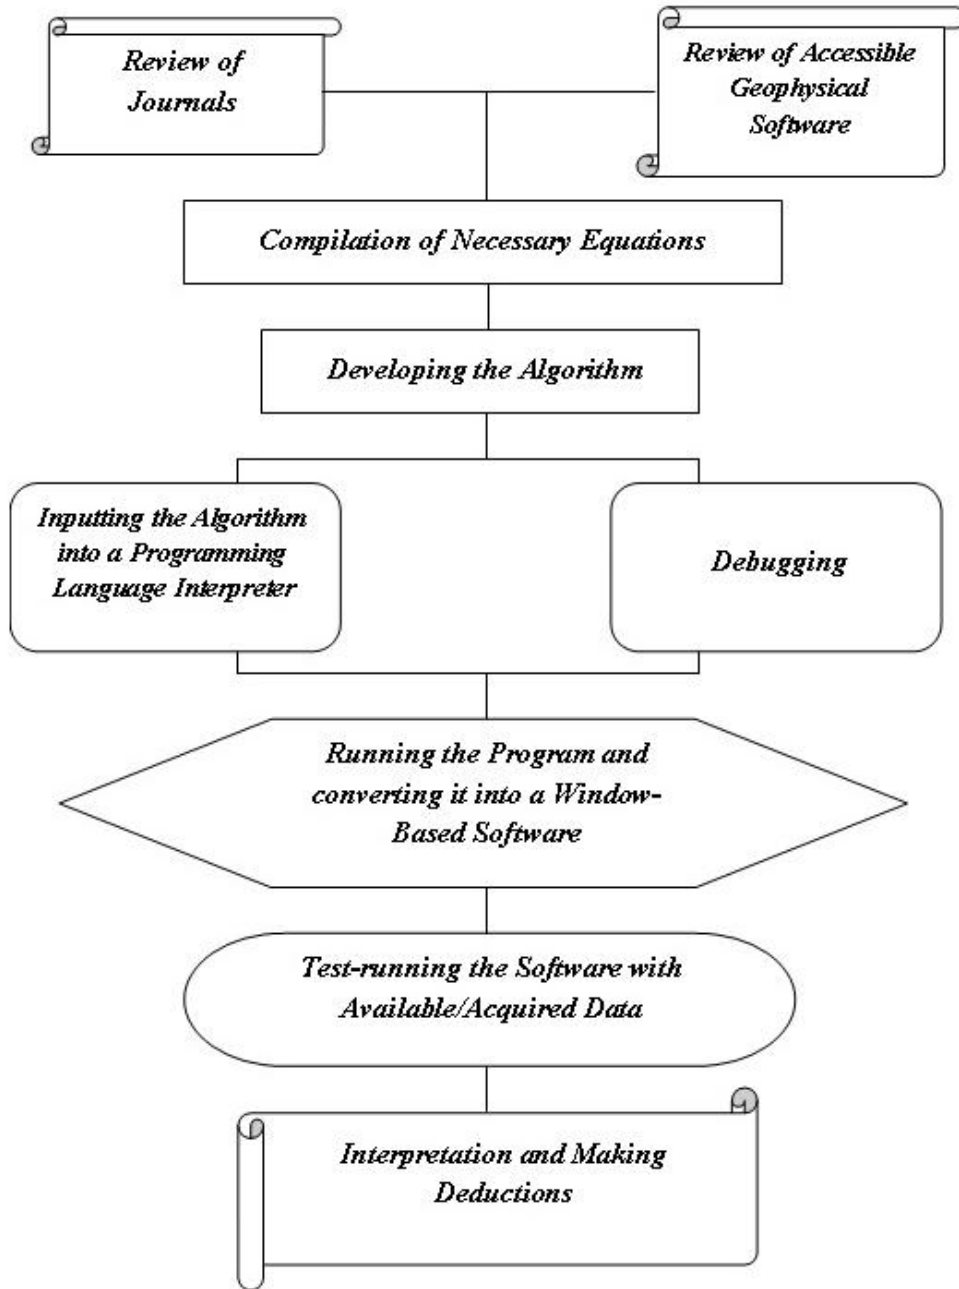 Review of
Journals
Review of Accessible
Geophysical
Software
Compilation of Necessary Equations
Developing the Algorithm
Inputting the Algorithm
into a Programming
Language Interpreter
Debugging
Running the Program and
converting it into a Window-
Based Software
Test-running the Software with
Available/Acquired Data
Interpretation and Making
Deductions